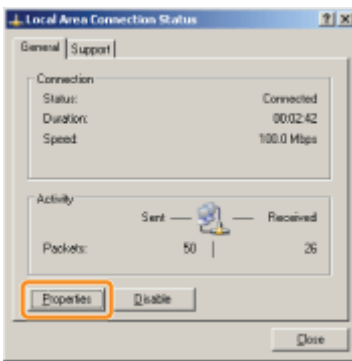 Local Area Connection Status
General
Support
Connection
Status: Connected
Duration: 00:02:42
Speed: 100.0 Mbps
Activity
Sent — — Received
Packets: 50 | 26
Properties
Disable
Close